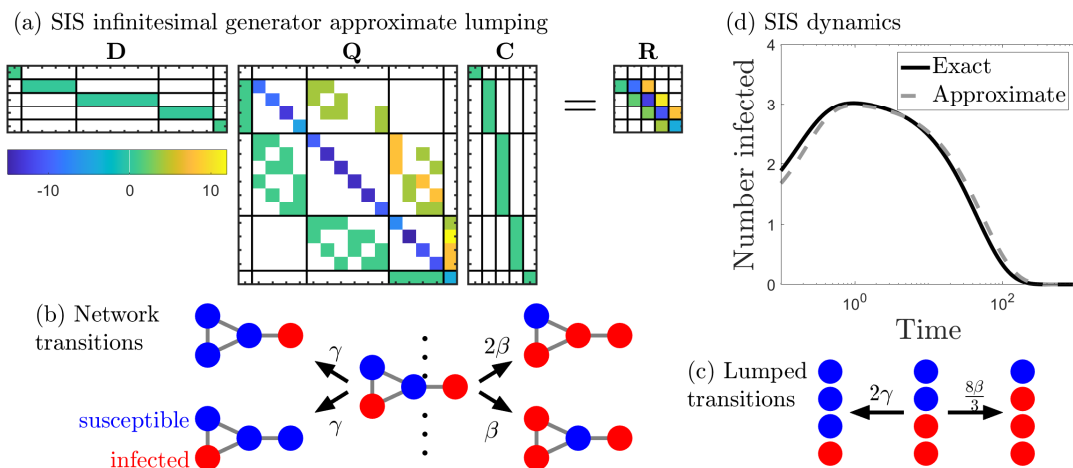 (a) SIS infinitesimal generator approximate lumping
D
Q
C
R
=
-10 0 10
(b) Network
transitions
γ
γ
2β
β
susceptible
infected
(c) Lumped
transitions
2γ
8β/3
(d) SIS dynamics
Number infected
4
3
2
1
0
Exact
Approximate
10^0
10^2
Time